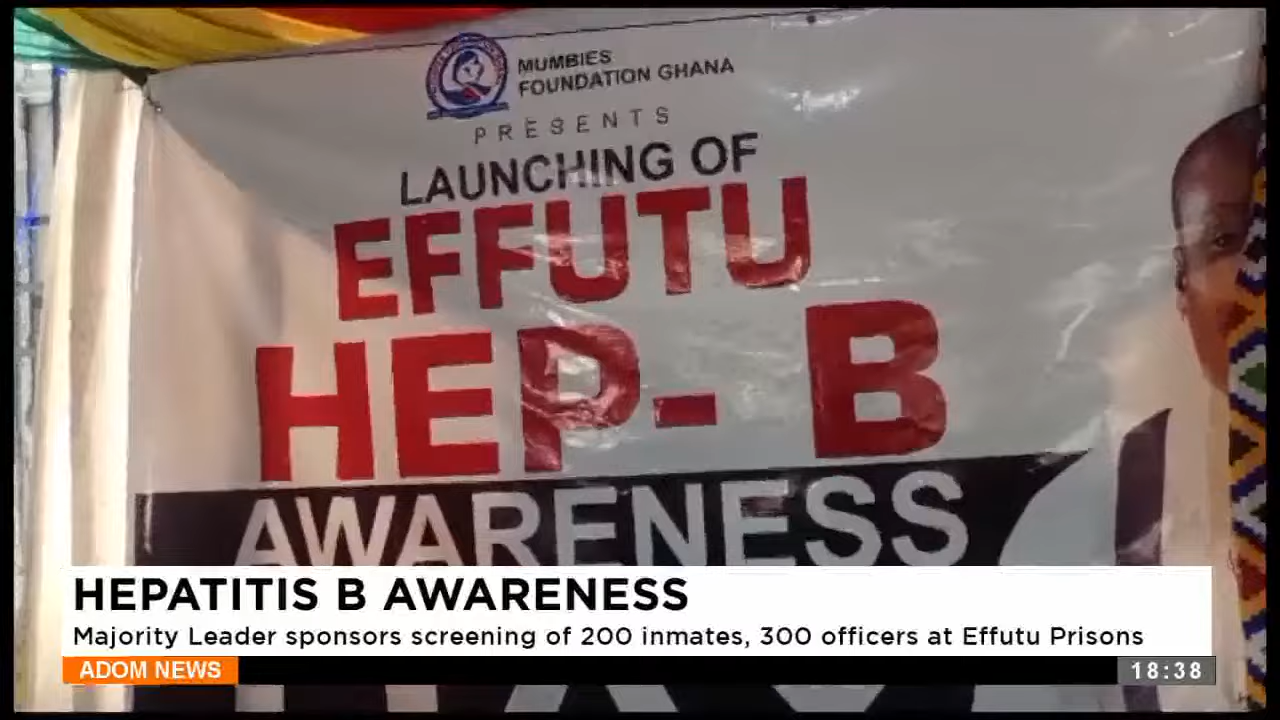 MUMBIES
FOUNDATION GHANA
PRESENTS
LAUNCHING OF
EFFUTU
HEP- B
AWARENESS
HEPATITIS B AWARENESS
Majority Leader sponsors screening of 200 inmates, 300 officers at Effutu Prisons
ADOM NEWS
18:38